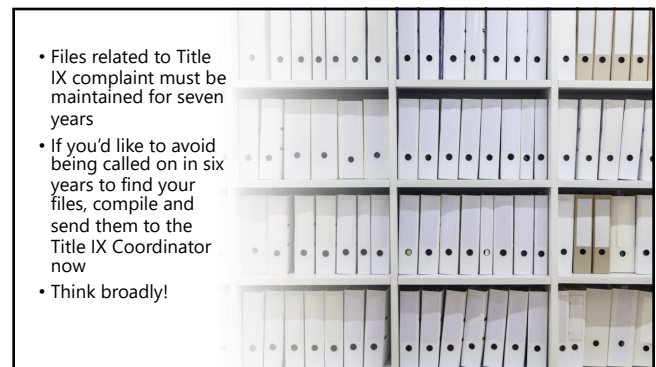 • Files related to Title
IX complaint must be
maintained for seven
years
• If you'd like to avoid
being called on in six
years to find your
files, compile and
send them to the
Title IX Coordinator
now
• Think broadly!